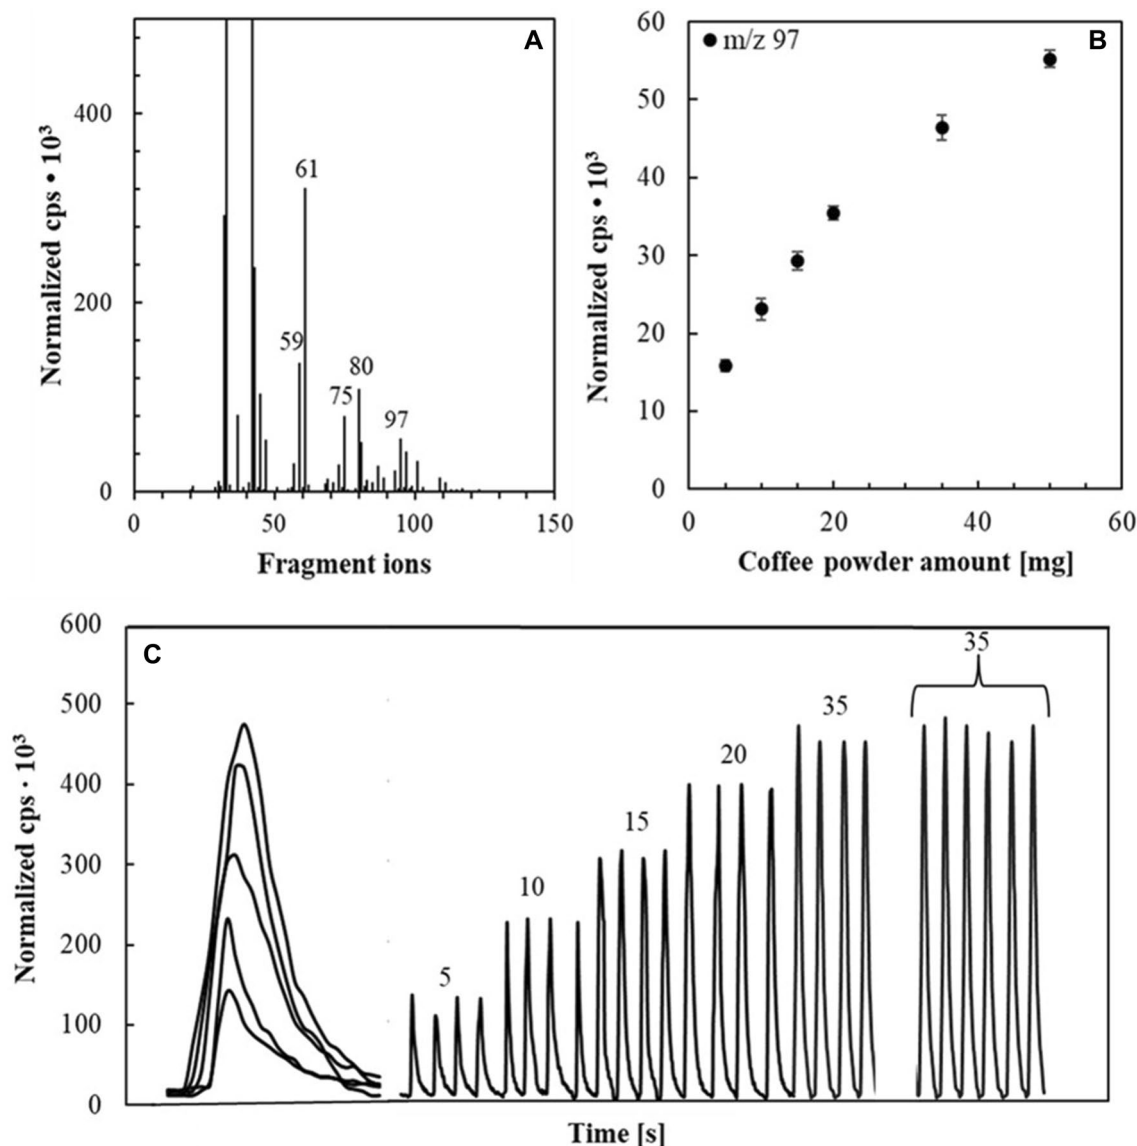 A
Normalized cps • 10³
400
200
0
61
59
80
75
97
0 50 100 150
Fragment ions
B
● m/z 97
Normalized cps • 10³
60
50
40
30
20
10
0
0 20 40 60
Coffee powder amount [mg]
C
Normalized cps · 10³
600
500
400
300
200
100
0
5
10
15
20
35
35
Time [s]